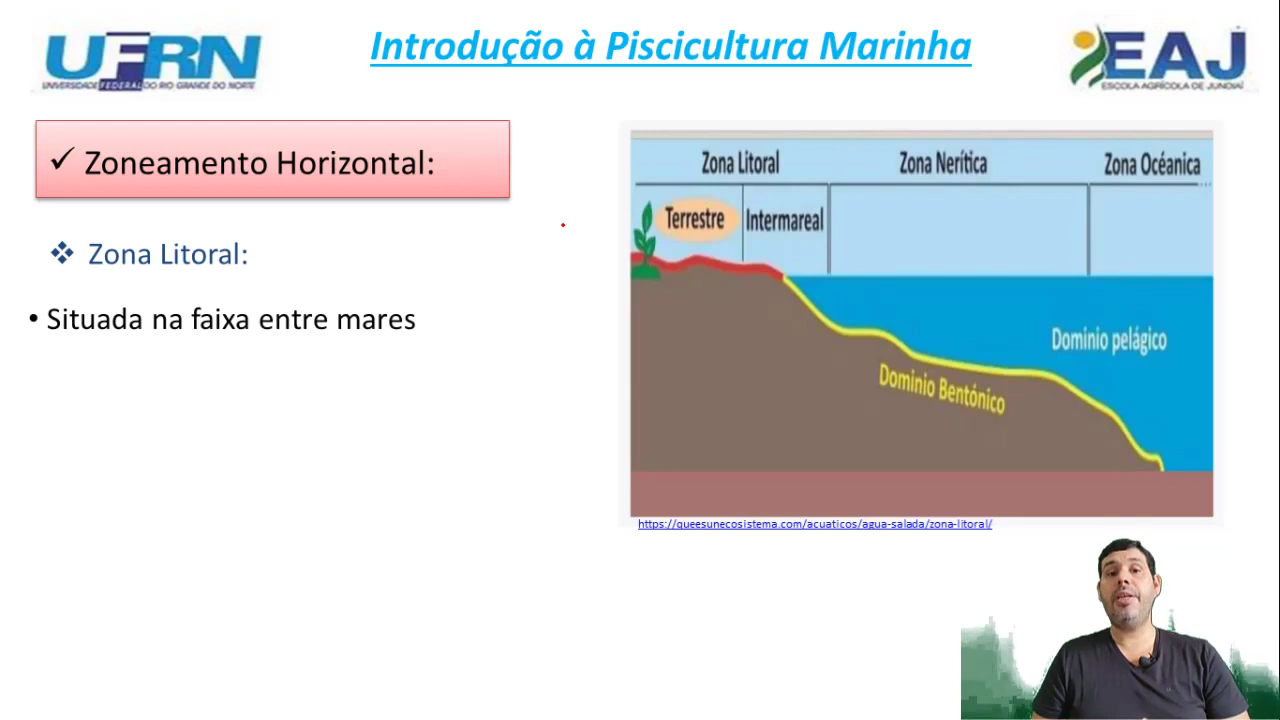 UFRN
UNIVERSIDADE FEDERAL DO RIO GRANDE DO NORTE
Introdução à Piscicultura Marinha
EAJ
ESCOLA AGRÍCOLA DE JUNDIAÍ
✓ Zoneamento Horizontal:
❖ Zona Litoral:
• Situada na faixa entre mares
Zona Litoral Zona Nerítica Zona Océanica
Terrestre Intermareal
Dominio pelágico
Dominio Bentónico
https://queesunecosistema.com/acuaticos/agua-salada/zona-litoral/